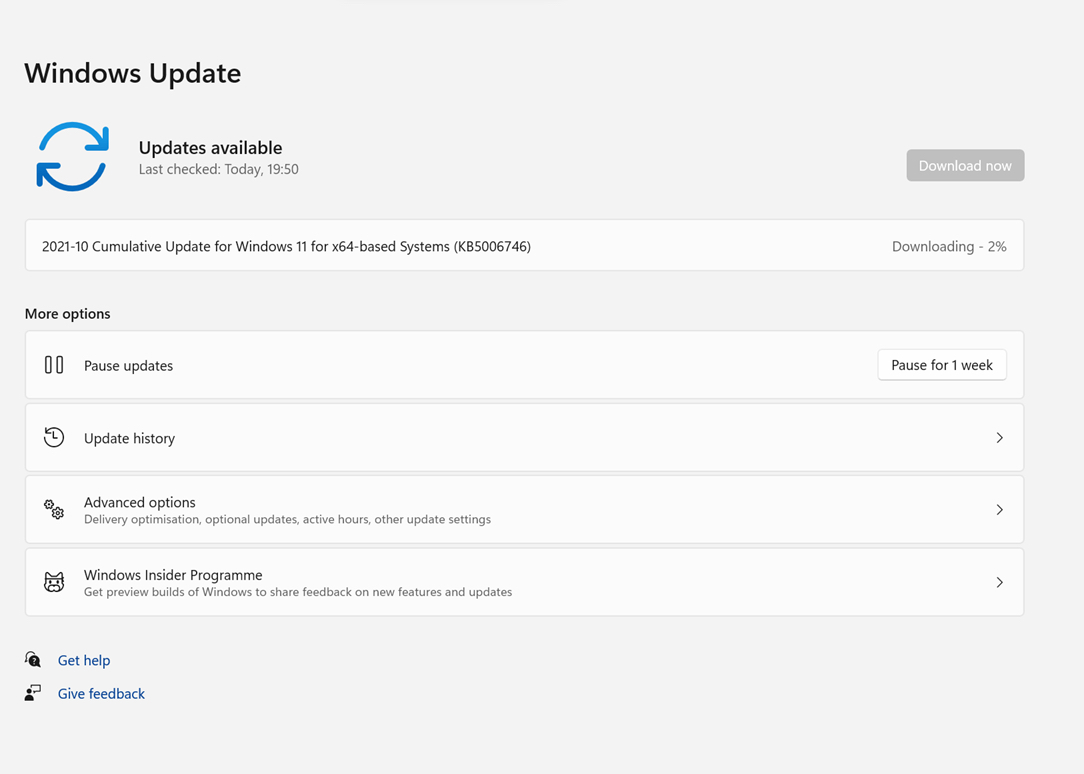 Windows Update
Updates available
Last checked: Today, 19:50
Download now
2021-10 Cumulative Update for Windows 11 for x64-based Systems (KB5006746)
Downloading - 2%
More options
Pause updates
Pause for 1 week
Update history
Advanced options
Delivery optimisation, optional updates, active hours, other update settings
Windows Insider Programme
Get preview builds of Windows to share feedback on new features and updates
Get help
Give feedback